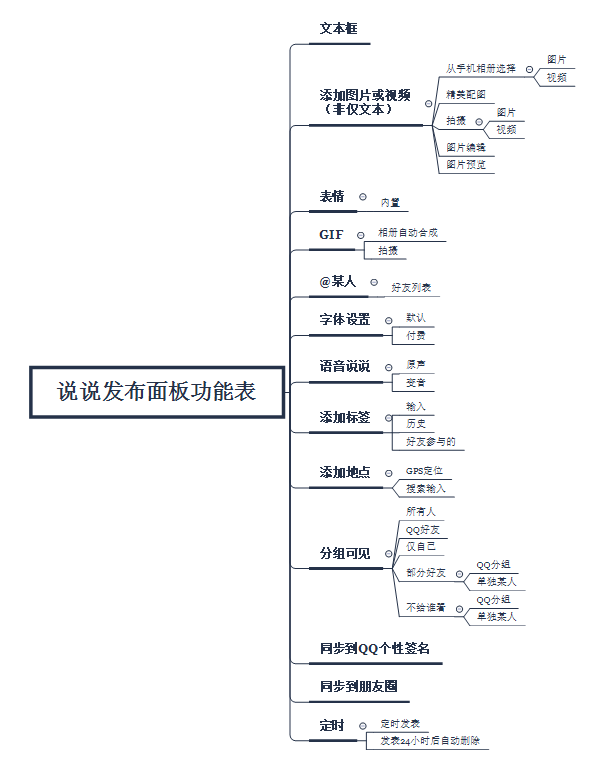 说说发布面板功能表
文本框
添加图片或视频
（非仅文本）
从手机相册选择
图片
视频
精美配图
拍摄
图片
视频
图片编辑
图片预览
表情
内置
GIF
相册自动合成
拍摄
@某人
好友列表
字体设置
默认
付费
语音说说
原声
变音
添加标签
输入
历史
好友参与的
添加地点
GPS定位
搜索输入
分组可见
所有人
QQ好友
仅自己
部分好友
QQ分组
单独某人
不给谁看
QQ分组
单独某人
同步到QQ个性签名
同步到朋友圈
定时
定时发表
发表24小时后自动删除